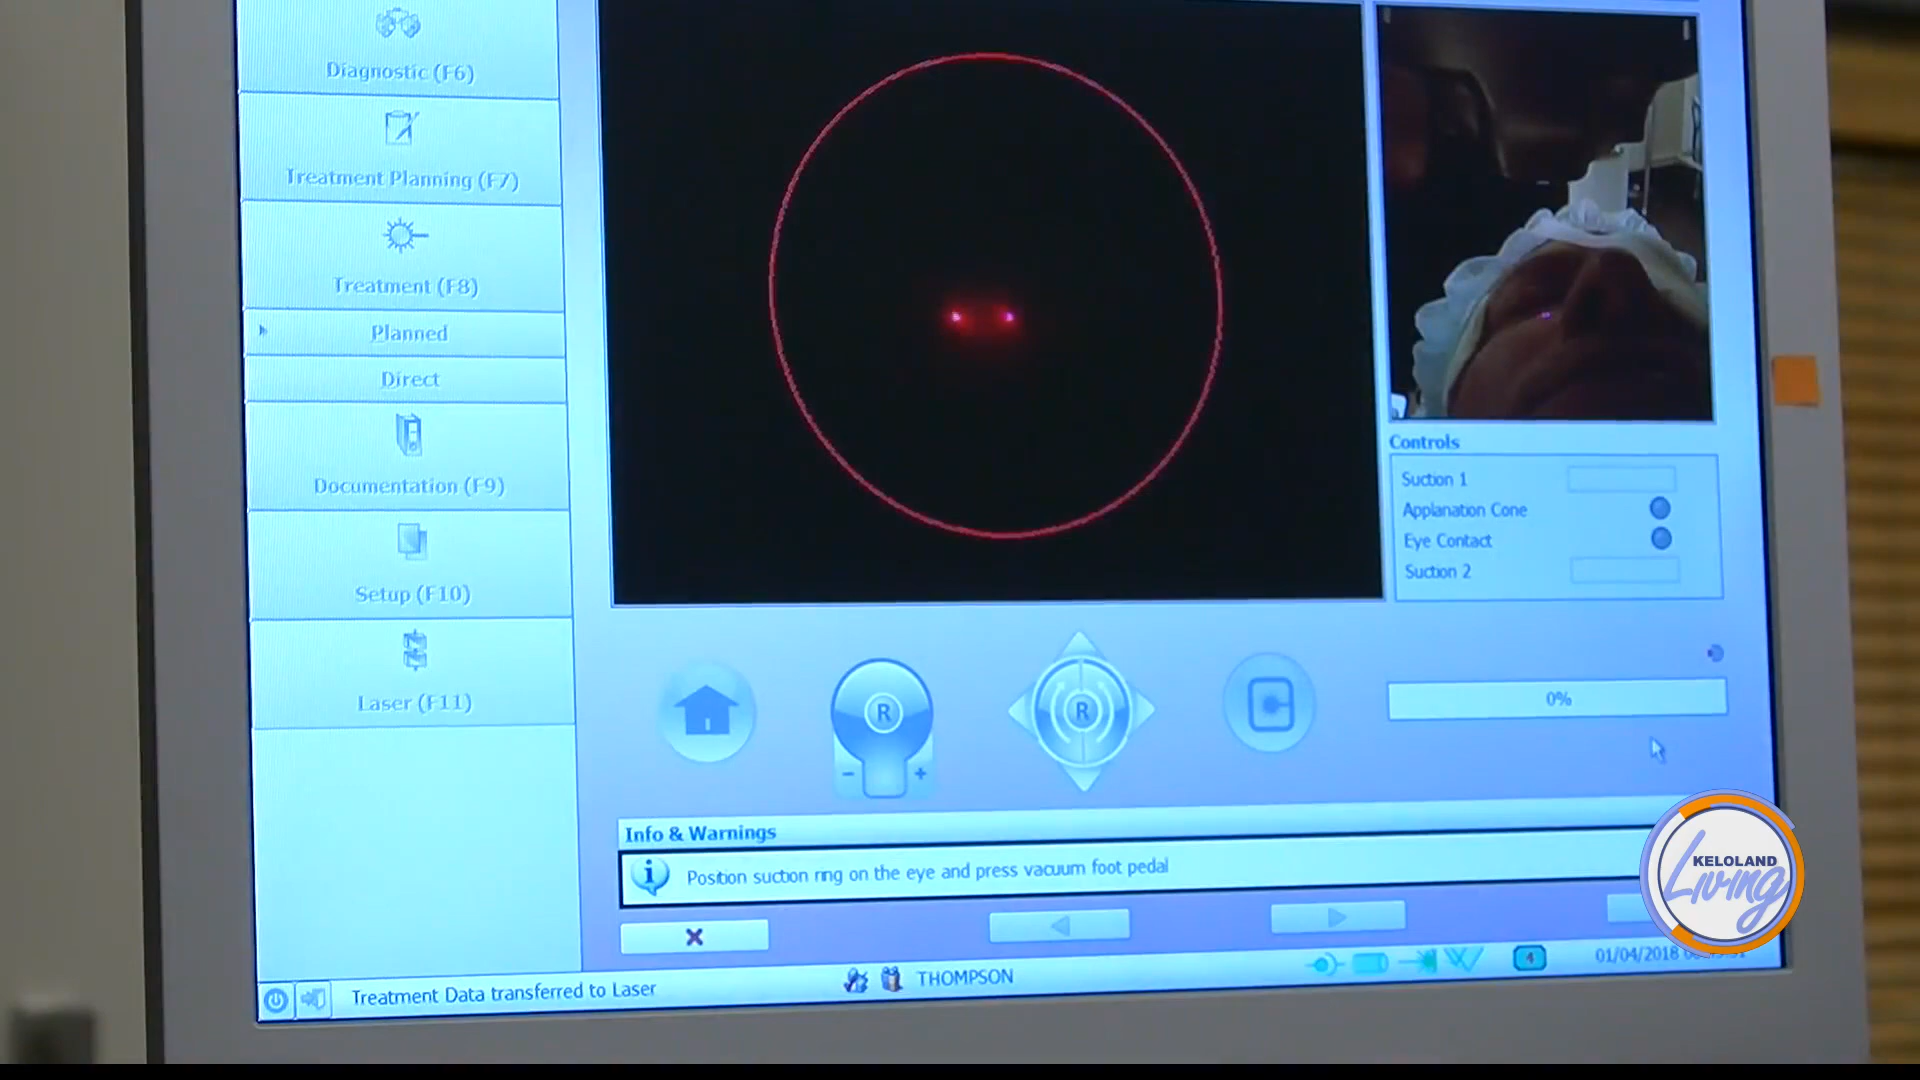 Diagnostic (F6)
Treatment Planning (F7)
Treatment (F8)
Planned
Direct
Documentation (F9)
Setup (F10)
Laser (F11)
Controls
Suction 1
Applanation Cone
Eye Contact
Suction 2
R
R
- +
0%
Info & Warnings
i
Position suction ring on the eye and press vacuum foot pedal
X
4
01/04/2018
Treatment Data transferred to Laser
THOMPSON
KELOLAND
Living